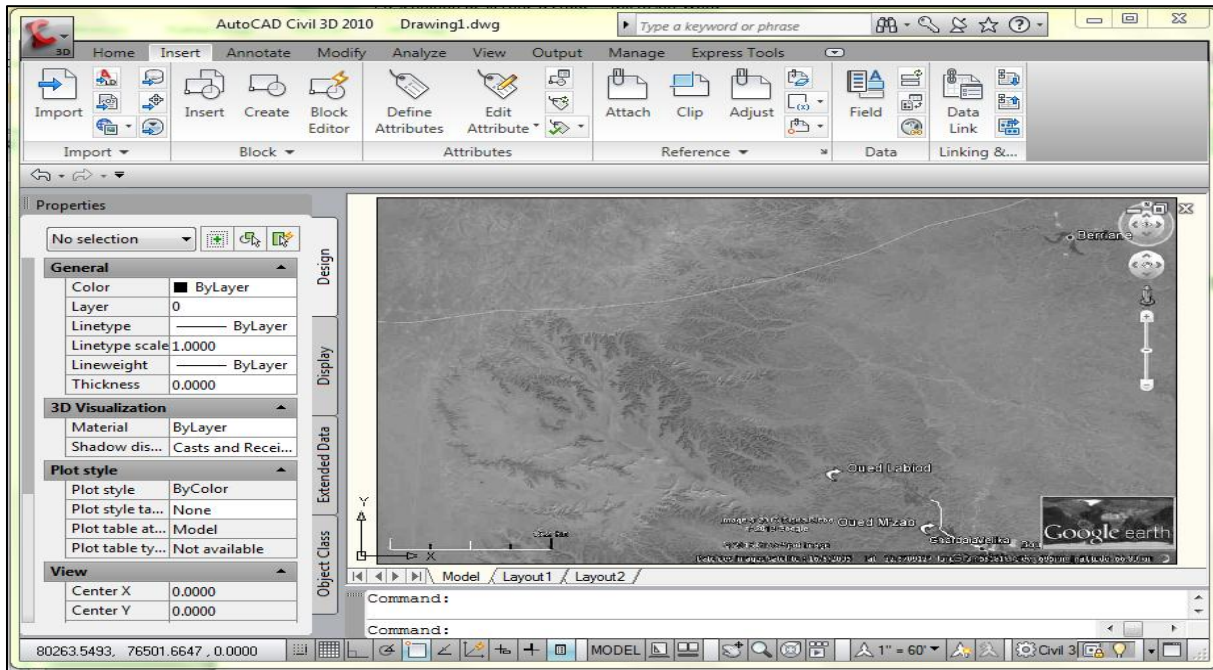 AutoCAD Civil 3D 2010 Drawing1.dwg
Type a keyword or phrase
3D Home Insert Annotate Modify Analyze View Output Manage Express Tools
Import Insert Create Block Editor Define Attributes Edit Attribute Attach Clip Adjust Field Data Link
Import Block Attributes Reference Data Linking &...
Properties
No selection
General
Color ByLayer
Layer 0
Linetype ByLayer
Linetype scale 1.0000
Lineweight ByLayer
Thickness 0.0000
3D Visualization
Material ByLayer
Shadow dis... Casts and Recei...
Plot style
Plot style ByColor
Plot style ta... None
Plot table at... Model
Plot table ty... Not available
View
Center X 0.0000
Center Y 0.0000
Design
Display
Extended Data
Object Class
Berriane
Oued Labiod
Oued M'zab
Google earth
Y
X
Model Layout1 Layout2
Command:
Command:
80263.5493, 76501.6647 , 0.0000 MODEL 1" = 60' Civil 3